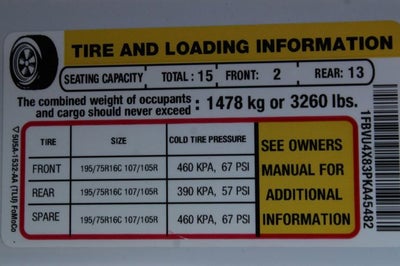 TIRE AND LOADING INFORMATION
SEATING CAPACITY TOTAL : 15 FRONT: 2 REAR: 13
The combined weight of occupants
and cargo should never exceed : 1478 kg or 3260 lbs.
TIRE SIZE COLD TIRE PRESSURE
FRONT 195/75R16C 107/105R 460 KPA, 67 PSI
REAR 195/75R16C 107/105R 390 KPA, 57 PSI
SPARE 195/75R16C 107/105R 460 KPA, 67 PSI
SEE OWNERS
MANUAL FOR
ADDITIONAL
INFORMATION
1FBVU4X83PKA45482